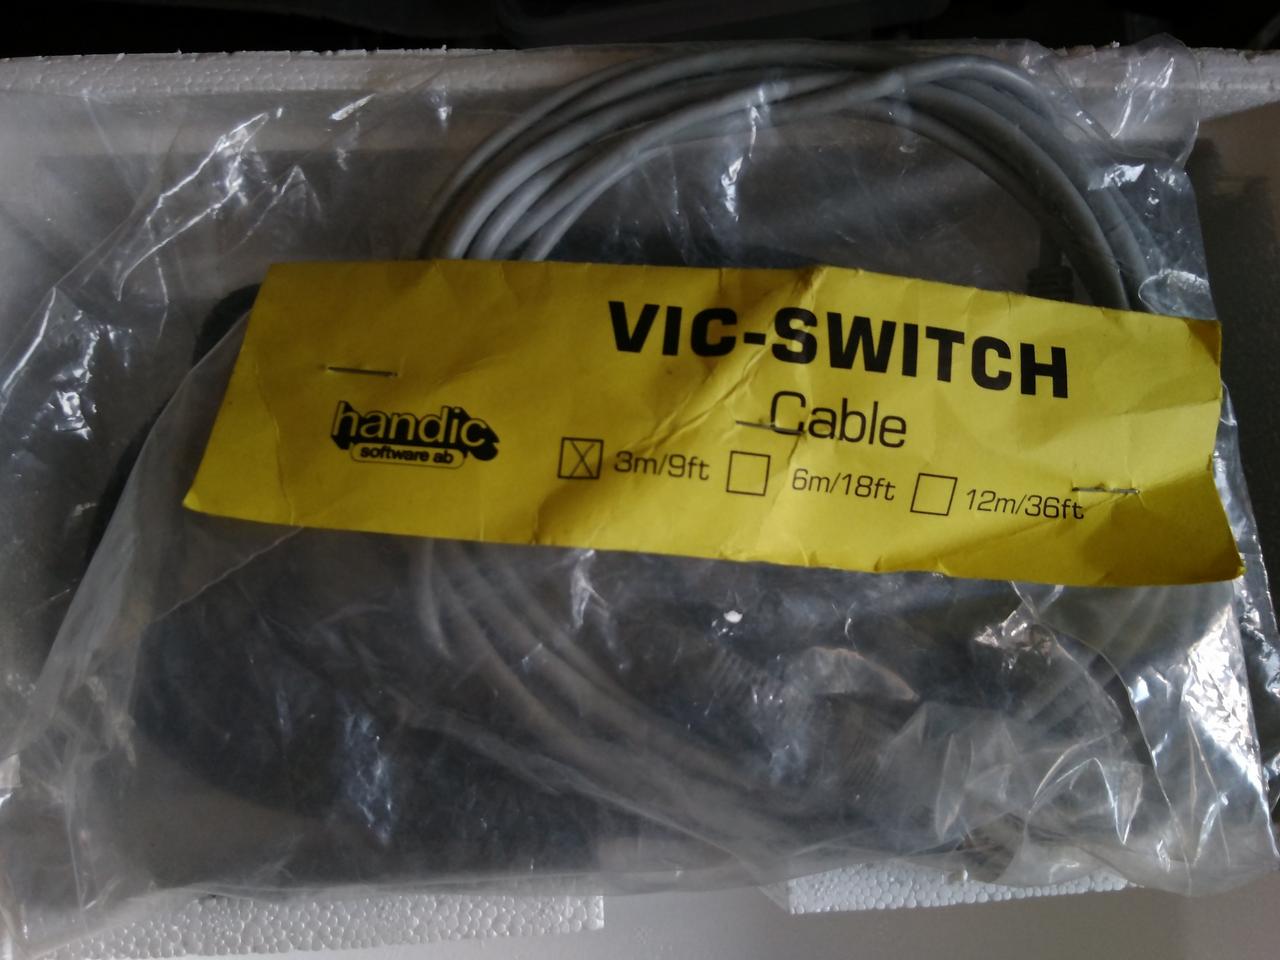 VIC-SWITCH
Cable
handic
software ab
3m/9ft 6m/18ft 12m/36ft